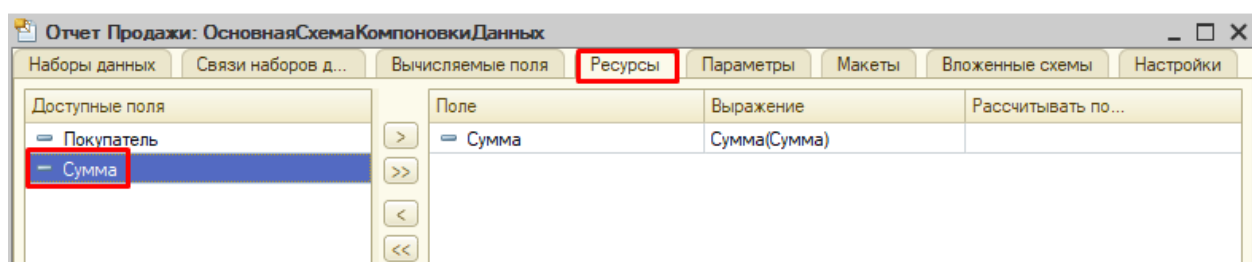 Отчет Продажи: ОсновнаяСхемаКомпоновкиДанных
Наборы данных Связи наборов д... Вычисляемые поля Ресурсы Параметры Макеты Вложенные схемы Настройки
Доступные поля Поле Выражение Рассчитывать по...
Покупатель > Сумма Сумма(Сумма)
Сумма >>
<
<<